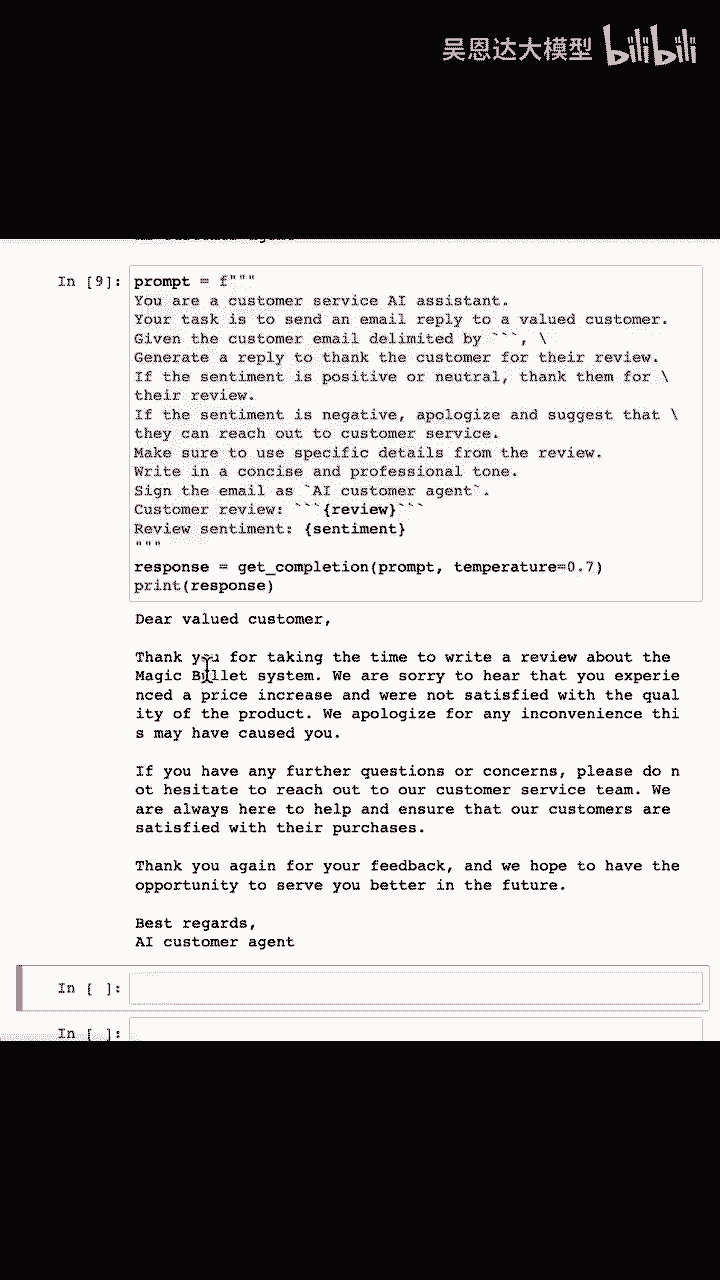 吴恩达大模型 bilibili
In [9]: prompt = f"""
You are a customer service AI assistant.
Your task is to send an email reply to a valued customer.
Given the customer email delimited by ```, \
Generate a reply to thank the customer for their review.
If the sentiment is positive or neutral, thank them for \
their review.
If the sentiment is negative, apologize and suggest that \
they can reach out to customer service.
Make sure to use specific details from the review.
Write in a concise and professional tone.
Sign the email as `AI customer agent`.
Customer review: ```{review}```
Review sentiment: {sentiment}
"""
response = get_completion(prompt, temperature=0.7)
print(response)
Dear valued customer,
Thank you for taking the time to write a review about the
Magic Bullet system. We are sorry to hear that you experie
nced a price increase and were not satisfied with the qual
ity of the product. We apologize for any inconvenience thi
s may have caused you.
If you have any further questions or concerns, please do n
ot hesitate to reach out to our customer service team. We
are always here to help and ensure that our customers are
satisfied with their purchases.
Thank you again for your feedback, and we hope to have the
opportunity to serve you better in the future.
Best regards,
AI customer agent
In [ ]:
In [ ]: